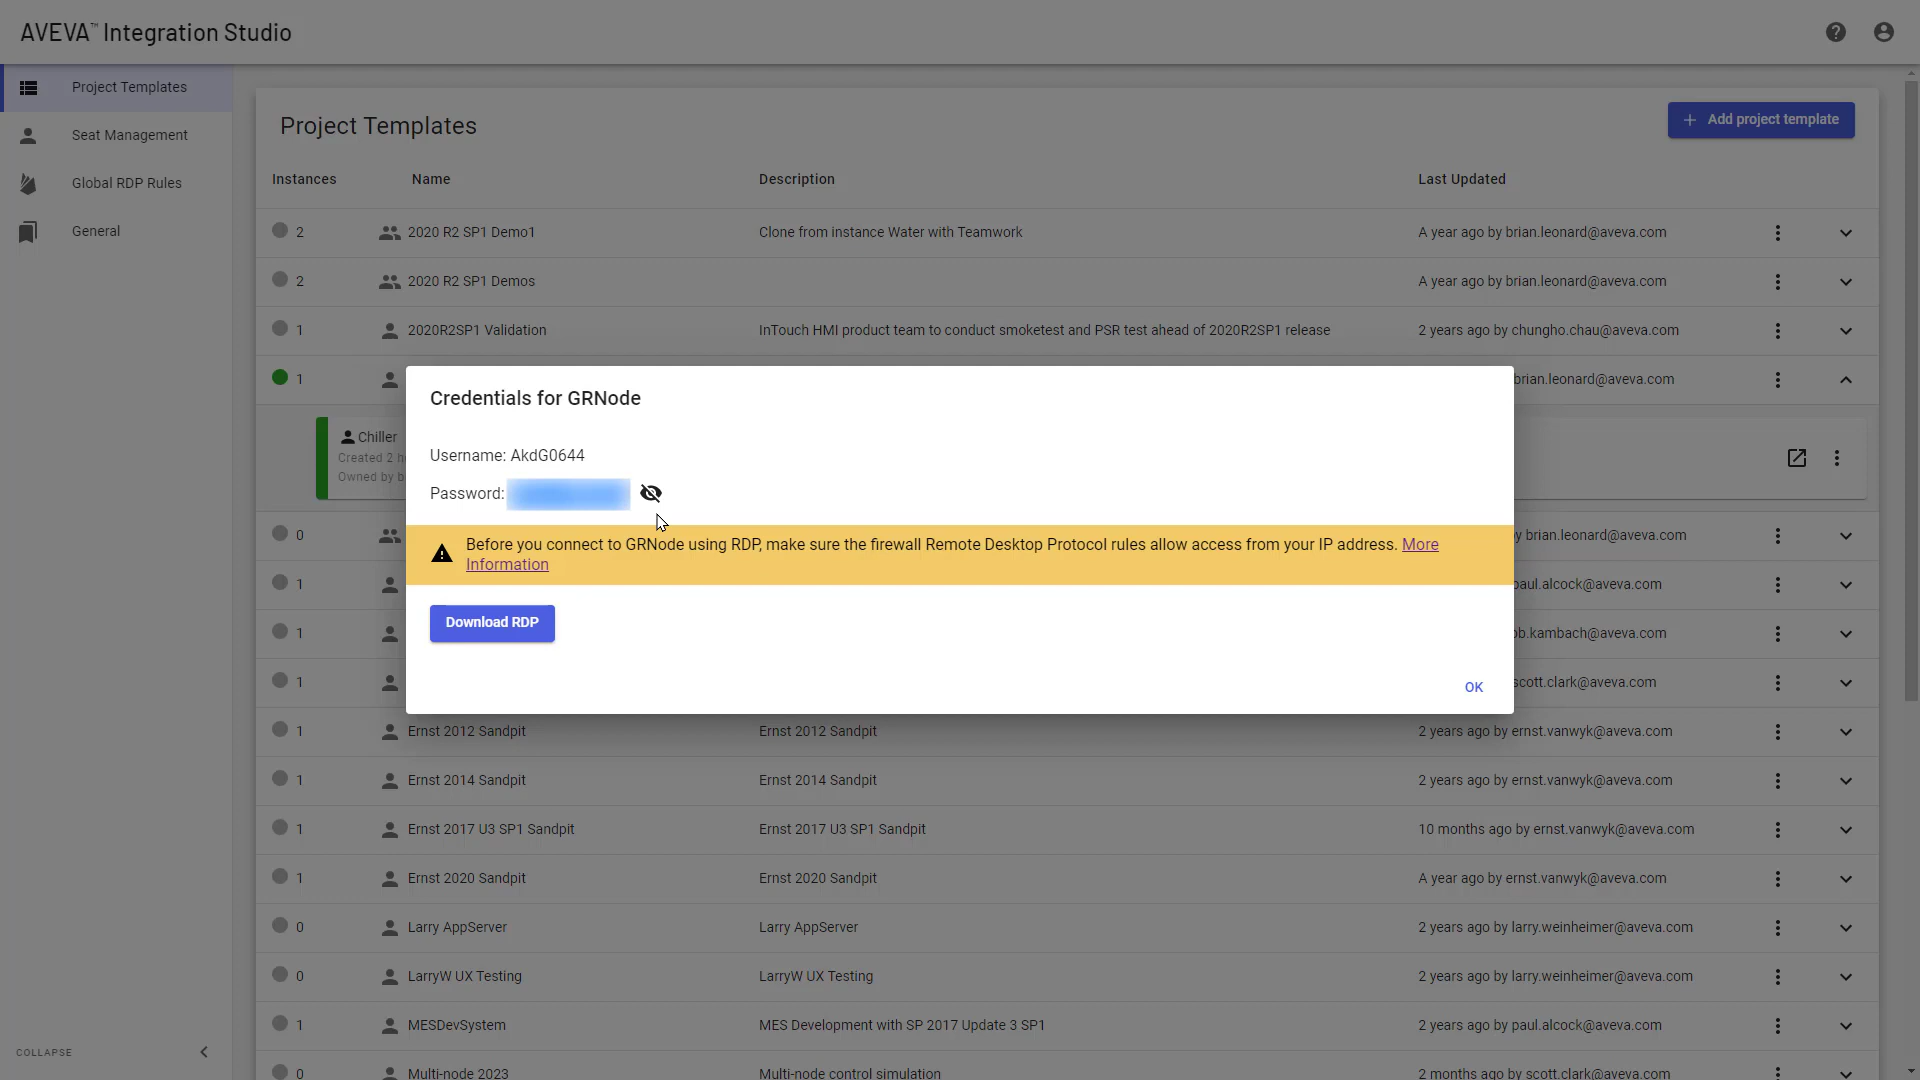 AVEVA™ Integration Studio
Project Templates
Seat Management
Global RDP Rules
General
COLLAPSE
Project Templates
Add project template
Instances Name Description Last Updated
2 2020 R2 SP1 Demo1 Clone from instance Water with Teamwork A year ago by brian.leonard@aveva.com
2 2020 R2 SP1 Demos A year ago by brian.leonard@aveva.com
1 2020R2SP1 Validation InTouch HMI product team to conduct smoketest and PSR test ahead of 2020R2SP1 release 2 years ago by chungho.chau@aveva.com
1 brian.leonard@aveva.com
Chiller
Created 2 h
Owned by b
Credentials for GRNode
Username: AkdG0644
Password:
Before you connect to GRNode using RDP, make sure the firewall Remote Desktop Protocol rules allow access from your IP address. More
Information
Download RDP
OK
0 y brian.leonard@aveva.com
1 paul.alcock@aveva.com
1 ob.kambach@aveva.com
1 scott.clark@aveva.com
1 Ernst 2012 Sandpit Ernst 2012 Sandpit 2 years ago by ernst.vanwyk@aveva.com
1 Ernst 2014 Sandpit Ernst 2014 Sandpit 2 years ago by ernst.vanwyk@aveva.com
1 Ernst 2017 U3 SP1 Sandpit Ernst 2017 U3 SP1 Sandpit 10 months ago by ernst.vanwyk@aveva.com
1 Ernst 2020 Sandpit Ernst 2020 Sandpit A year ago by ernst.vanwyk@aveva.com
0 Larry AppServer Larry AppServer 2 years ago by larry.weinheimer@aveva.com
0 LarryW UX Testing LarryW UX Testing 2 years ago by larry.weinheimer@aveva.com
1 MESDevSystem MES Development with SP 2017 Update 3 SP1 2 years ago by paul.alcock@aveva.com
0 Multi-node 2023 Multi-node control simulation 2 months ago by scott.clark@aveva.com